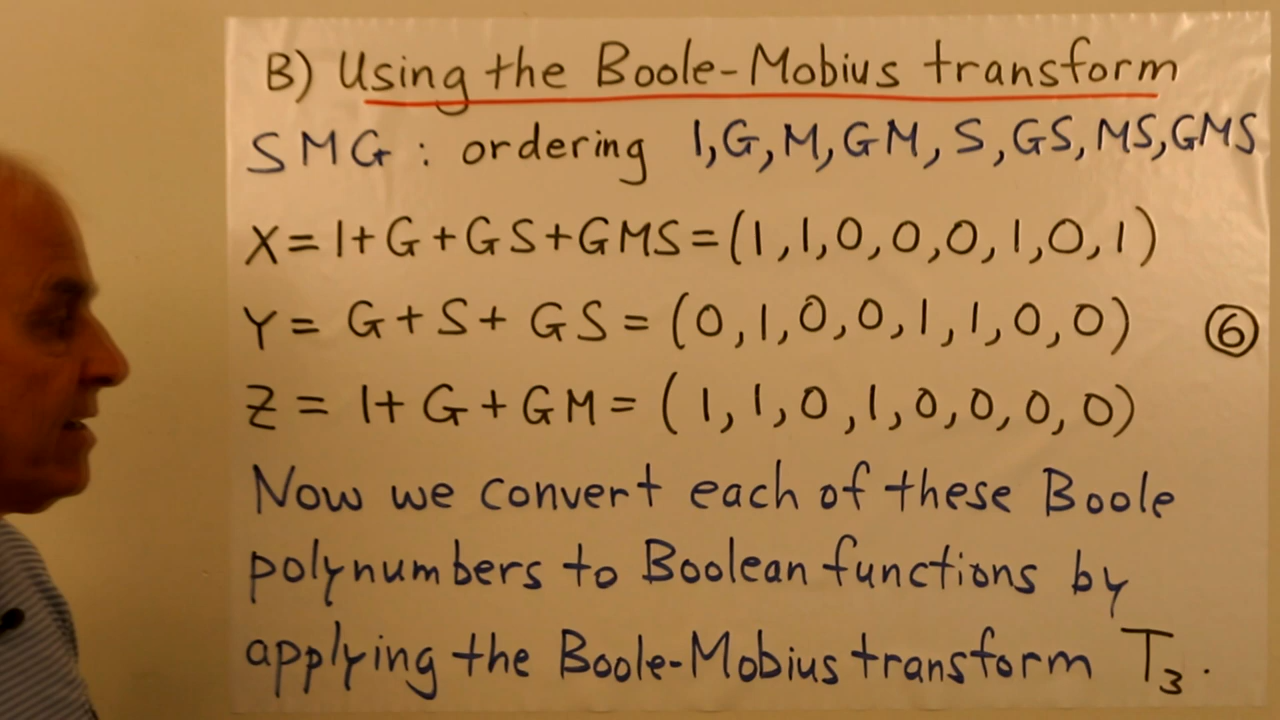 B) Using the Boole-Mobius transform
SMG : ordering 1,G,M,GM,S,GS,MS,GMS
X=1+G+GS+GMS=(1,1,0,0,0,1,0,1)
Y= G+S+ GS = (0,1,0,0,1,1,0,0) ⑥
Z = 1+ G+GM= (1,1,0,1,0,0,0,0)
Now we convert each of these Boole
polynumbers to Boolean functions by
applying the Boole-Mobius transform T₃.